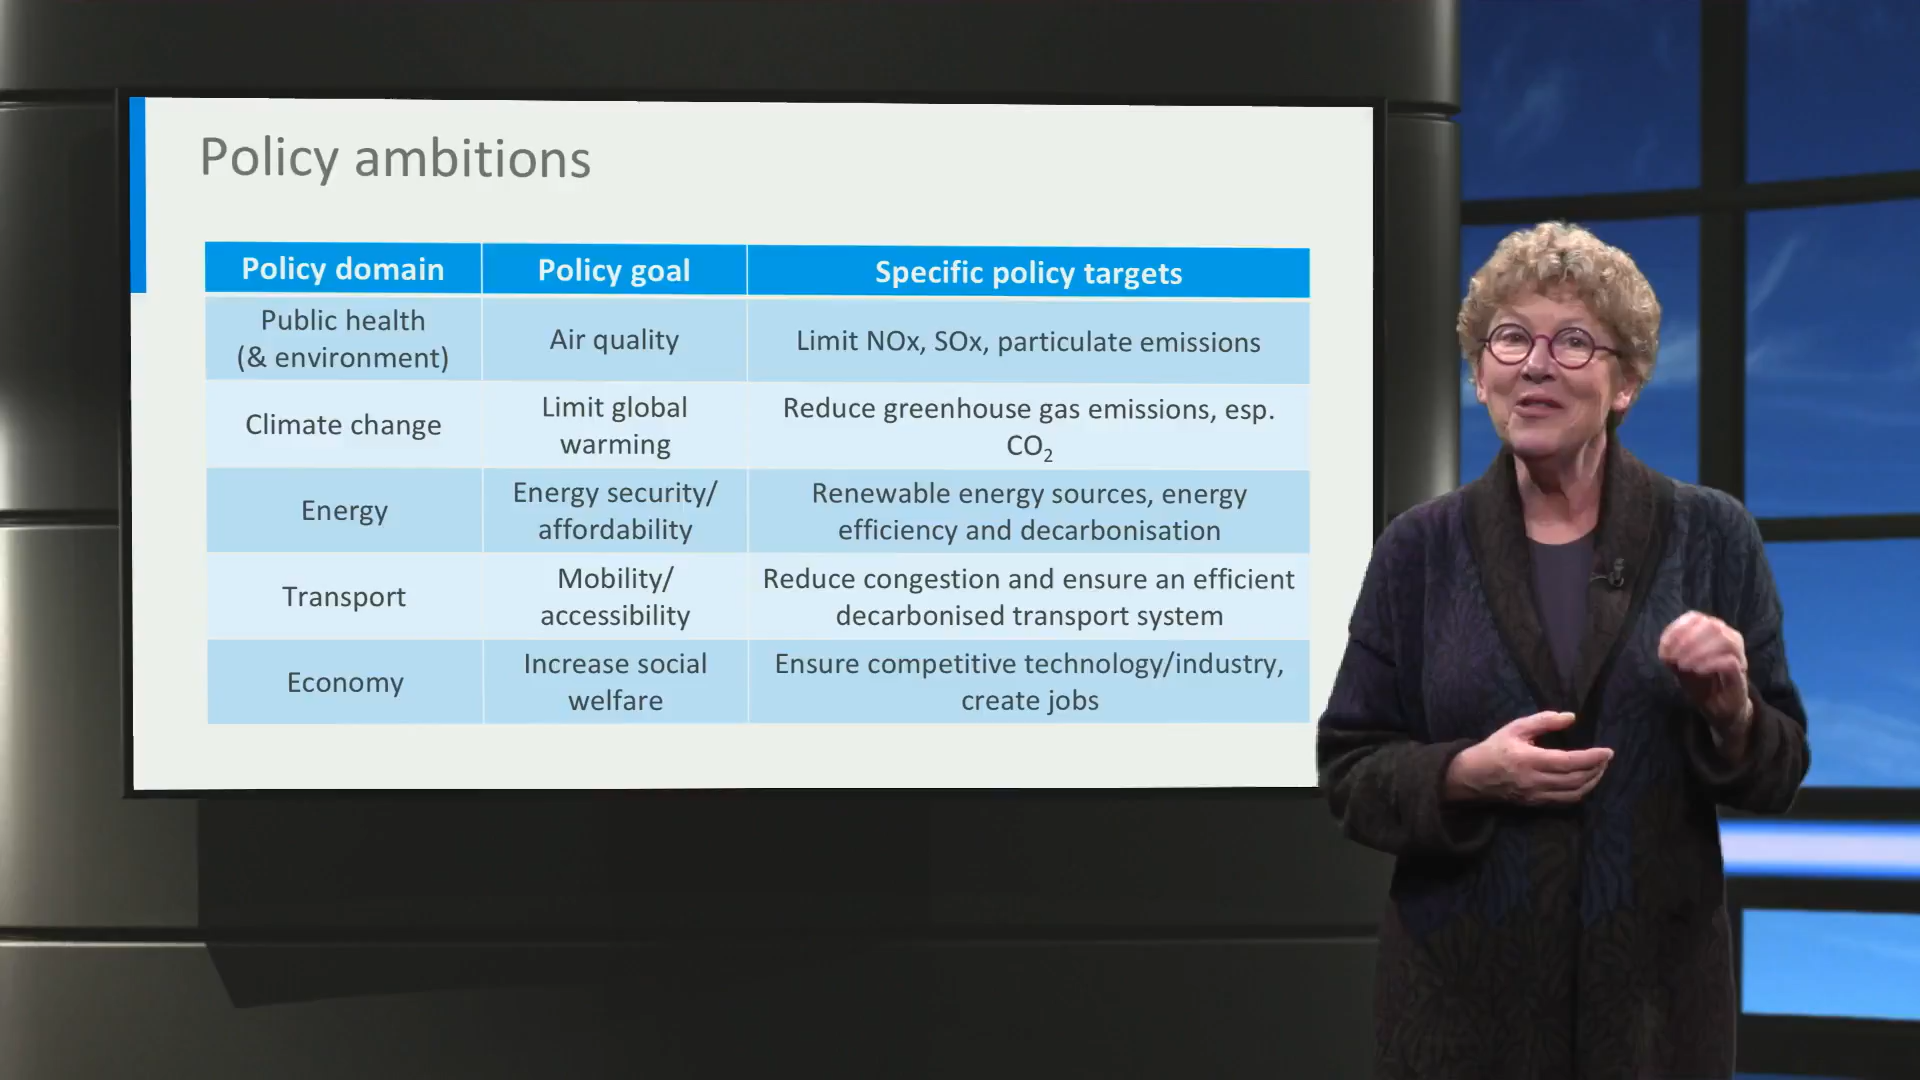 Policy ambitions
Policy domain
Policy goal
Specific policy targets
Public health
(& environment)
Air quality
Limit NOx, SOx, particulate emissions
Climate change
Limit global
warming
Reduce greenhouse gas emissions, esp.
CO₂
Energy
Energy security/
affordability
Renewable energy sources, energy
efficiency and decarbonisation
Transport
Mobility/
accessibility
Reduce congestion and ensure an efficient
decarbonised transport system
Economy
Increase social
welfare
Ensure competitive technology/industry,
create jobs